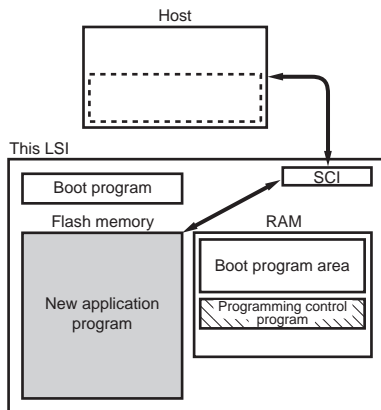 Host
This LSI
SCI
Boot program
Flash memory
RAM
Boot program area
New application
program
Programming control
program